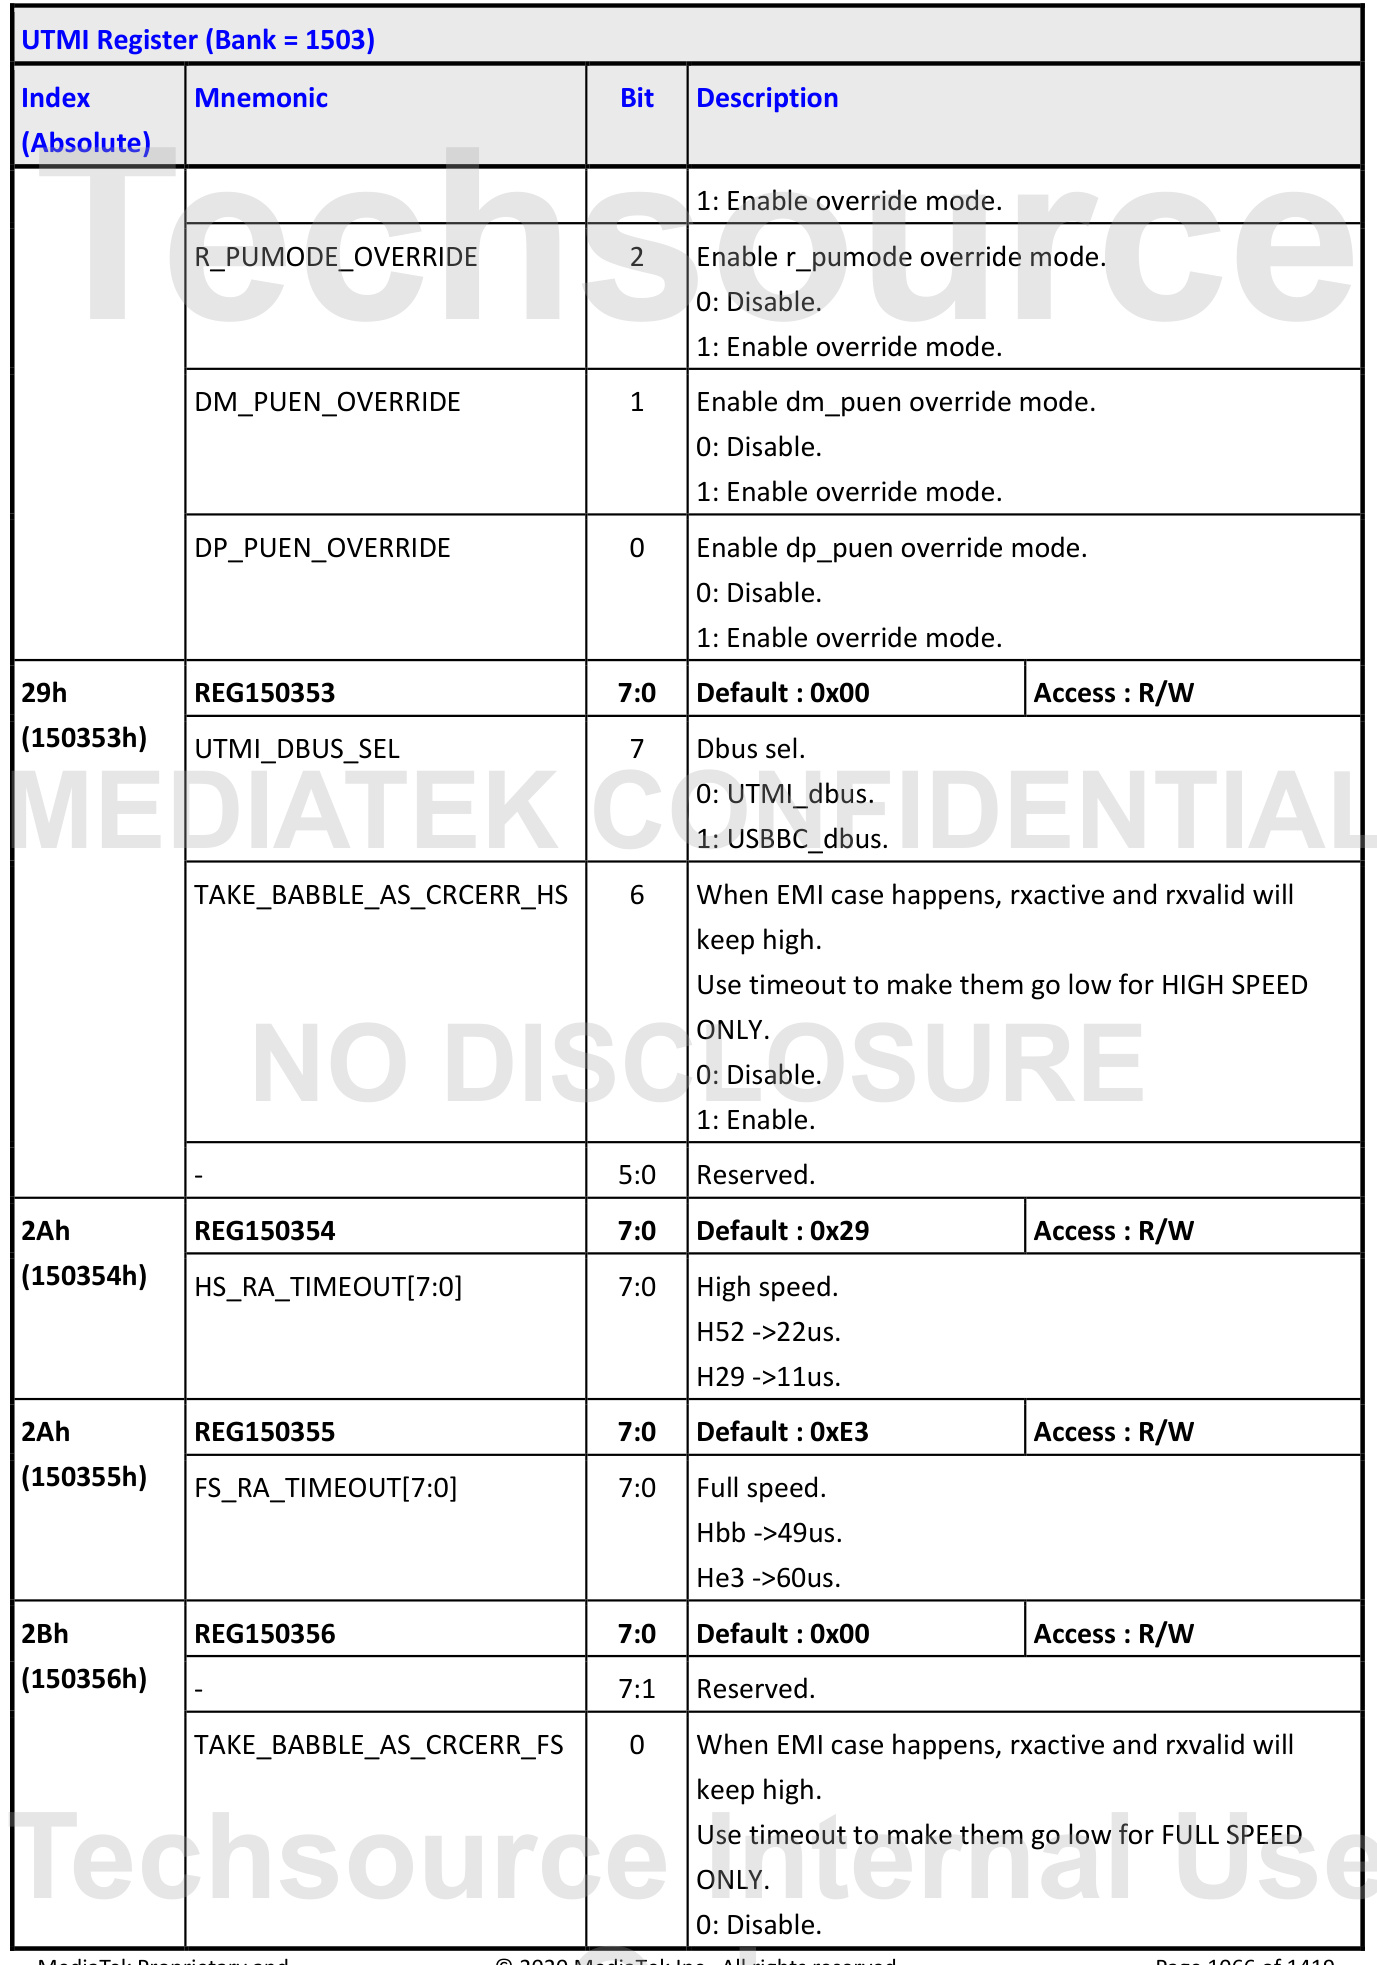 UTMI Register (Bank = 1503)
Index (Absolute) Mnemonic Bit Description
1: Enable override mode.
R_PUMODE_OVERRIDE 2 Enable r_pumode override mode.
0: Disable.
1: Enable override mode.
DM_PUEN_OVERRIDE 1 Enable dm_puen override mode.
0: Disable.
1: Enable override mode.
DP_PUEN_OVERRIDE 0 Enable dp_puen override mode.
0: Disable.
1: Enable override mode.
29h REG150353 7:0 Default : 0x00 Access : R/W
(150353h) UTMI_DBUS_SEL 7 Dbus sel.
0: UTMI_dbus.
1: USBBC_dbus.
TAKE_BABBLE_AS_CRCERR_HS 6 When EMI case happens, rxactive and rxvalid will
keep high.
Use timeout to make them go low for HIGH SPEED
ONLY.
0: Disable.
1: Enable.
- 5:0 Reserved.
2Ah REG150354 7:0 Default : 0x29 Access : R/W
(150354h) HS_RA_TIMEOUT[7:0] 7:0 High speed.
H52 ->22us.
H29 ->11us.
2Ah REG150355 7:0 Default : 0xE3 Access : R/W
(150355h) FS_RA_TIMEOUT[7:0] 7:0 Full speed.
Hbb ->49us.
He3 ->60us.
2Bh REG150356 7:0 Default : 0x00 Access : R/W
(150356h) - 7:1 Reserved.
TAKE_BABBLE_AS_CRCERR_FS 0 When EMI case happens, rxactive and rxvalid will
keep high.
Use timeout to make them go low for FULL SPEED
ONLY.
0: Disable.
Techsource
MEDIATEK CONFIDENTIAL
NO DISCLOSURE
Techsource Internal Use
MediaTek Proprietary and © 2020 MediaTek Inc. All rights reserved. Page 1066 of 1419